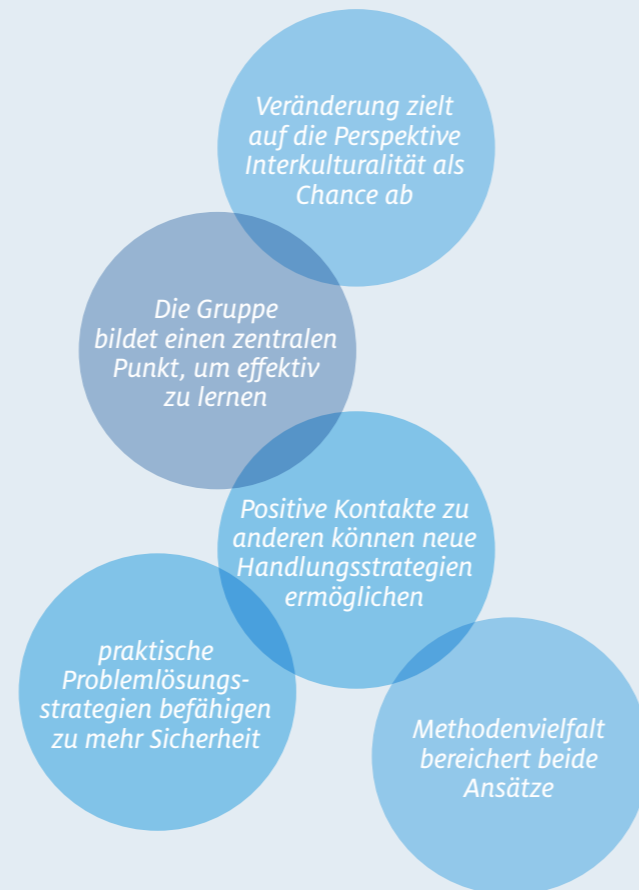 Veränderung zielt
auf die Perspektive
Interkulturalität als
Chance ab
Die Gruppe
bildet einen zentralen
Punkt, um effektiv
zu lernen
Positive Kontakte zu
anderen können neue
Handlungsstrategien
ermöglichen
praktische
Problemlösungs-
strategien befähigen
zu mehr Sicherheit
Methodenvielfalt
bereichert beide
Ansätze